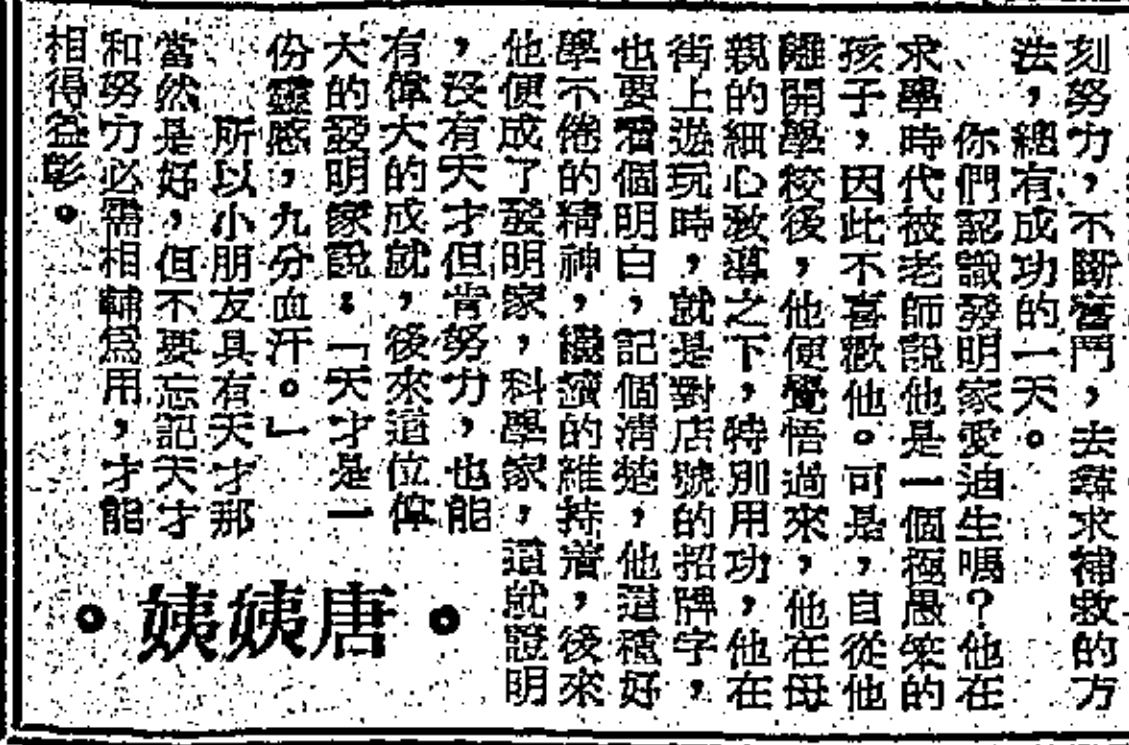 刻努力，不斷奮鬥，去尋求補救的方
法，總有成功的一天。
你們認識發明家愛迪生嗎？他在
求學時代被老師說他是一個極愚笨的
孩子，因此不喜歡他。可是，自從他
離開學校後，他便覺悟過來，他在母
親的細心教導之下，特別用功，他在
街上遊玩時，就是對店號的招牌字，
也要看個明白，記個清楚，他這種好
學不倦的精神，繼續的維持着，後來
他便成了發明家，科學家，這就證明
，沒有天才但肯努力，也能
有偉大的成就，後來這位偉
大的發明家說：「天才是一
份靈感，九分血汗。」
所以小朋友具有天才那
當然是好，但不要忘記天才
和努力必需相輔爲用，才能
相得益彰。
。唐姨姨。